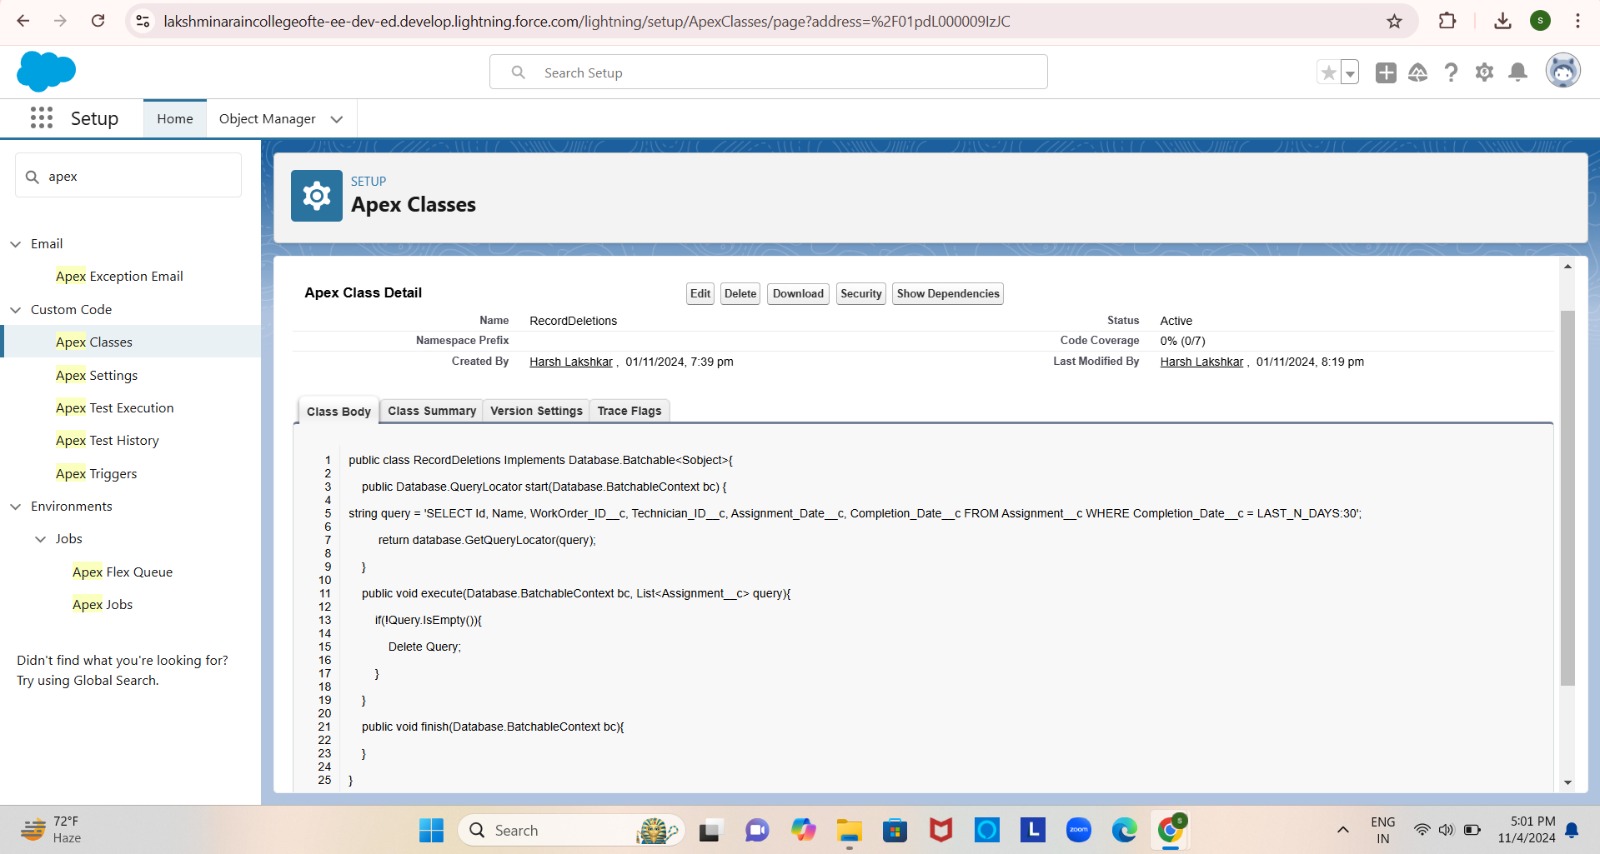 lakshminaraincollegeofte-ee-dev-ed.develop.lightning.force.com/lightning/setup/ApexClasses/page?address=%2F01pdL000009IzJC
S
Search Setup
Setup
Home
Object Manager
apex
Email
Apex Exception Email
Custom Code
Apex Classes
Apex Settings
Apex Test Execution
Apex Test History
Apex Triggers
Environments
Jobs
Apex Flex Queue
Apex Jobs
Didn't find what you're looking for?
Try using Global Search.
SETUP
Apex Classes
Apex Class Detail
Edit
Delete
Download
Security
Show Dependencies
Name RecordDeletions
Status Active
Namespace Prefix
Code Coverage 0% (0/7)
Created By Harsh Lakshkar , 01/11/2024, 7:39 pm
Last Modified By Harsh Lakshkar , 01/11/2024, 8:19 pm
Class Body
Class Summary
Version Settings
Trace Flags
1 public class RecordDeletions Implements Database.Batchable<Sobject>{
2
3 public Database.QueryLocator start(Database.BatchableContext bc) {
4
5 string query = 'SELECT Id, Name, WorkOrder_ID__c, Technician_ID__c, Assignment_Date__c, Completion_Date__c FROM Assignment__c WHERE Completion_Date__c = LAST_N_DAYS:30';
6
7 return database.GetQueryLocator(query);
8
9 }
10
11 public void execute(Database.BatchableContext bc, List<Assignment__c> query){
12
13 if(!Query.IsEmpty()){
14
15 Delete Query;
16
17 }
18
19 }
20
21 public void finish(Database.BatchableContext bc){
22
23 }
24
25 }
72°F
Haze
Search
L
zoom
S
ENG
IN
5:01 PM
11/4/2024